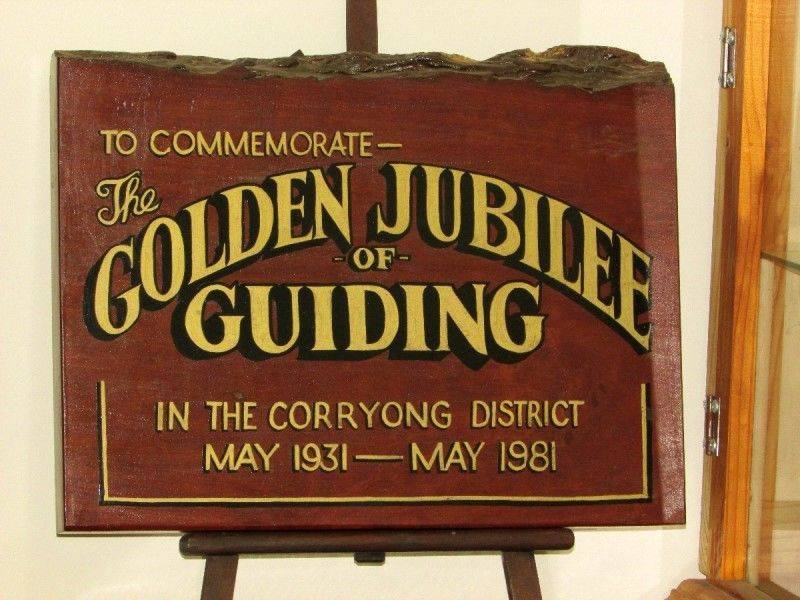 TO COMMEMORATE—
The
GOLDEN JUBILEE
-OF-
GUIDING
IN THE CORRYONG DISTRICT
MAY 1931 — MAY 1981